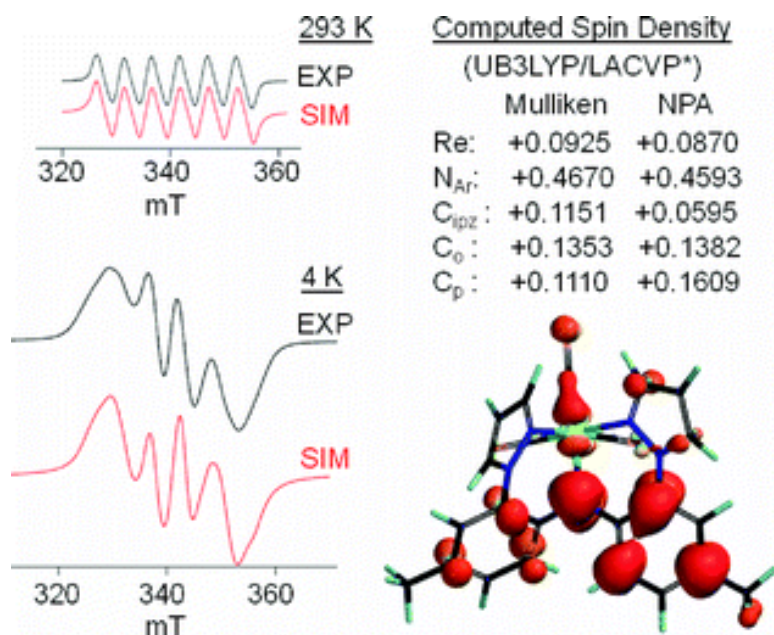 293 K
EXP
SIM
320 340 360
mT
4 K
EXP
SIM
320 340 360
mT
Computed Spin Density
(UB3LYP/LACVP*)
Mulliken NPA
Re: +0.0925 +0.0870
NAr: +0.4670 +0.4593
Cipz : +0.1151 +0.0595
Co : +0.1353 +0.1382
Cp : +0.1110 +0.1609